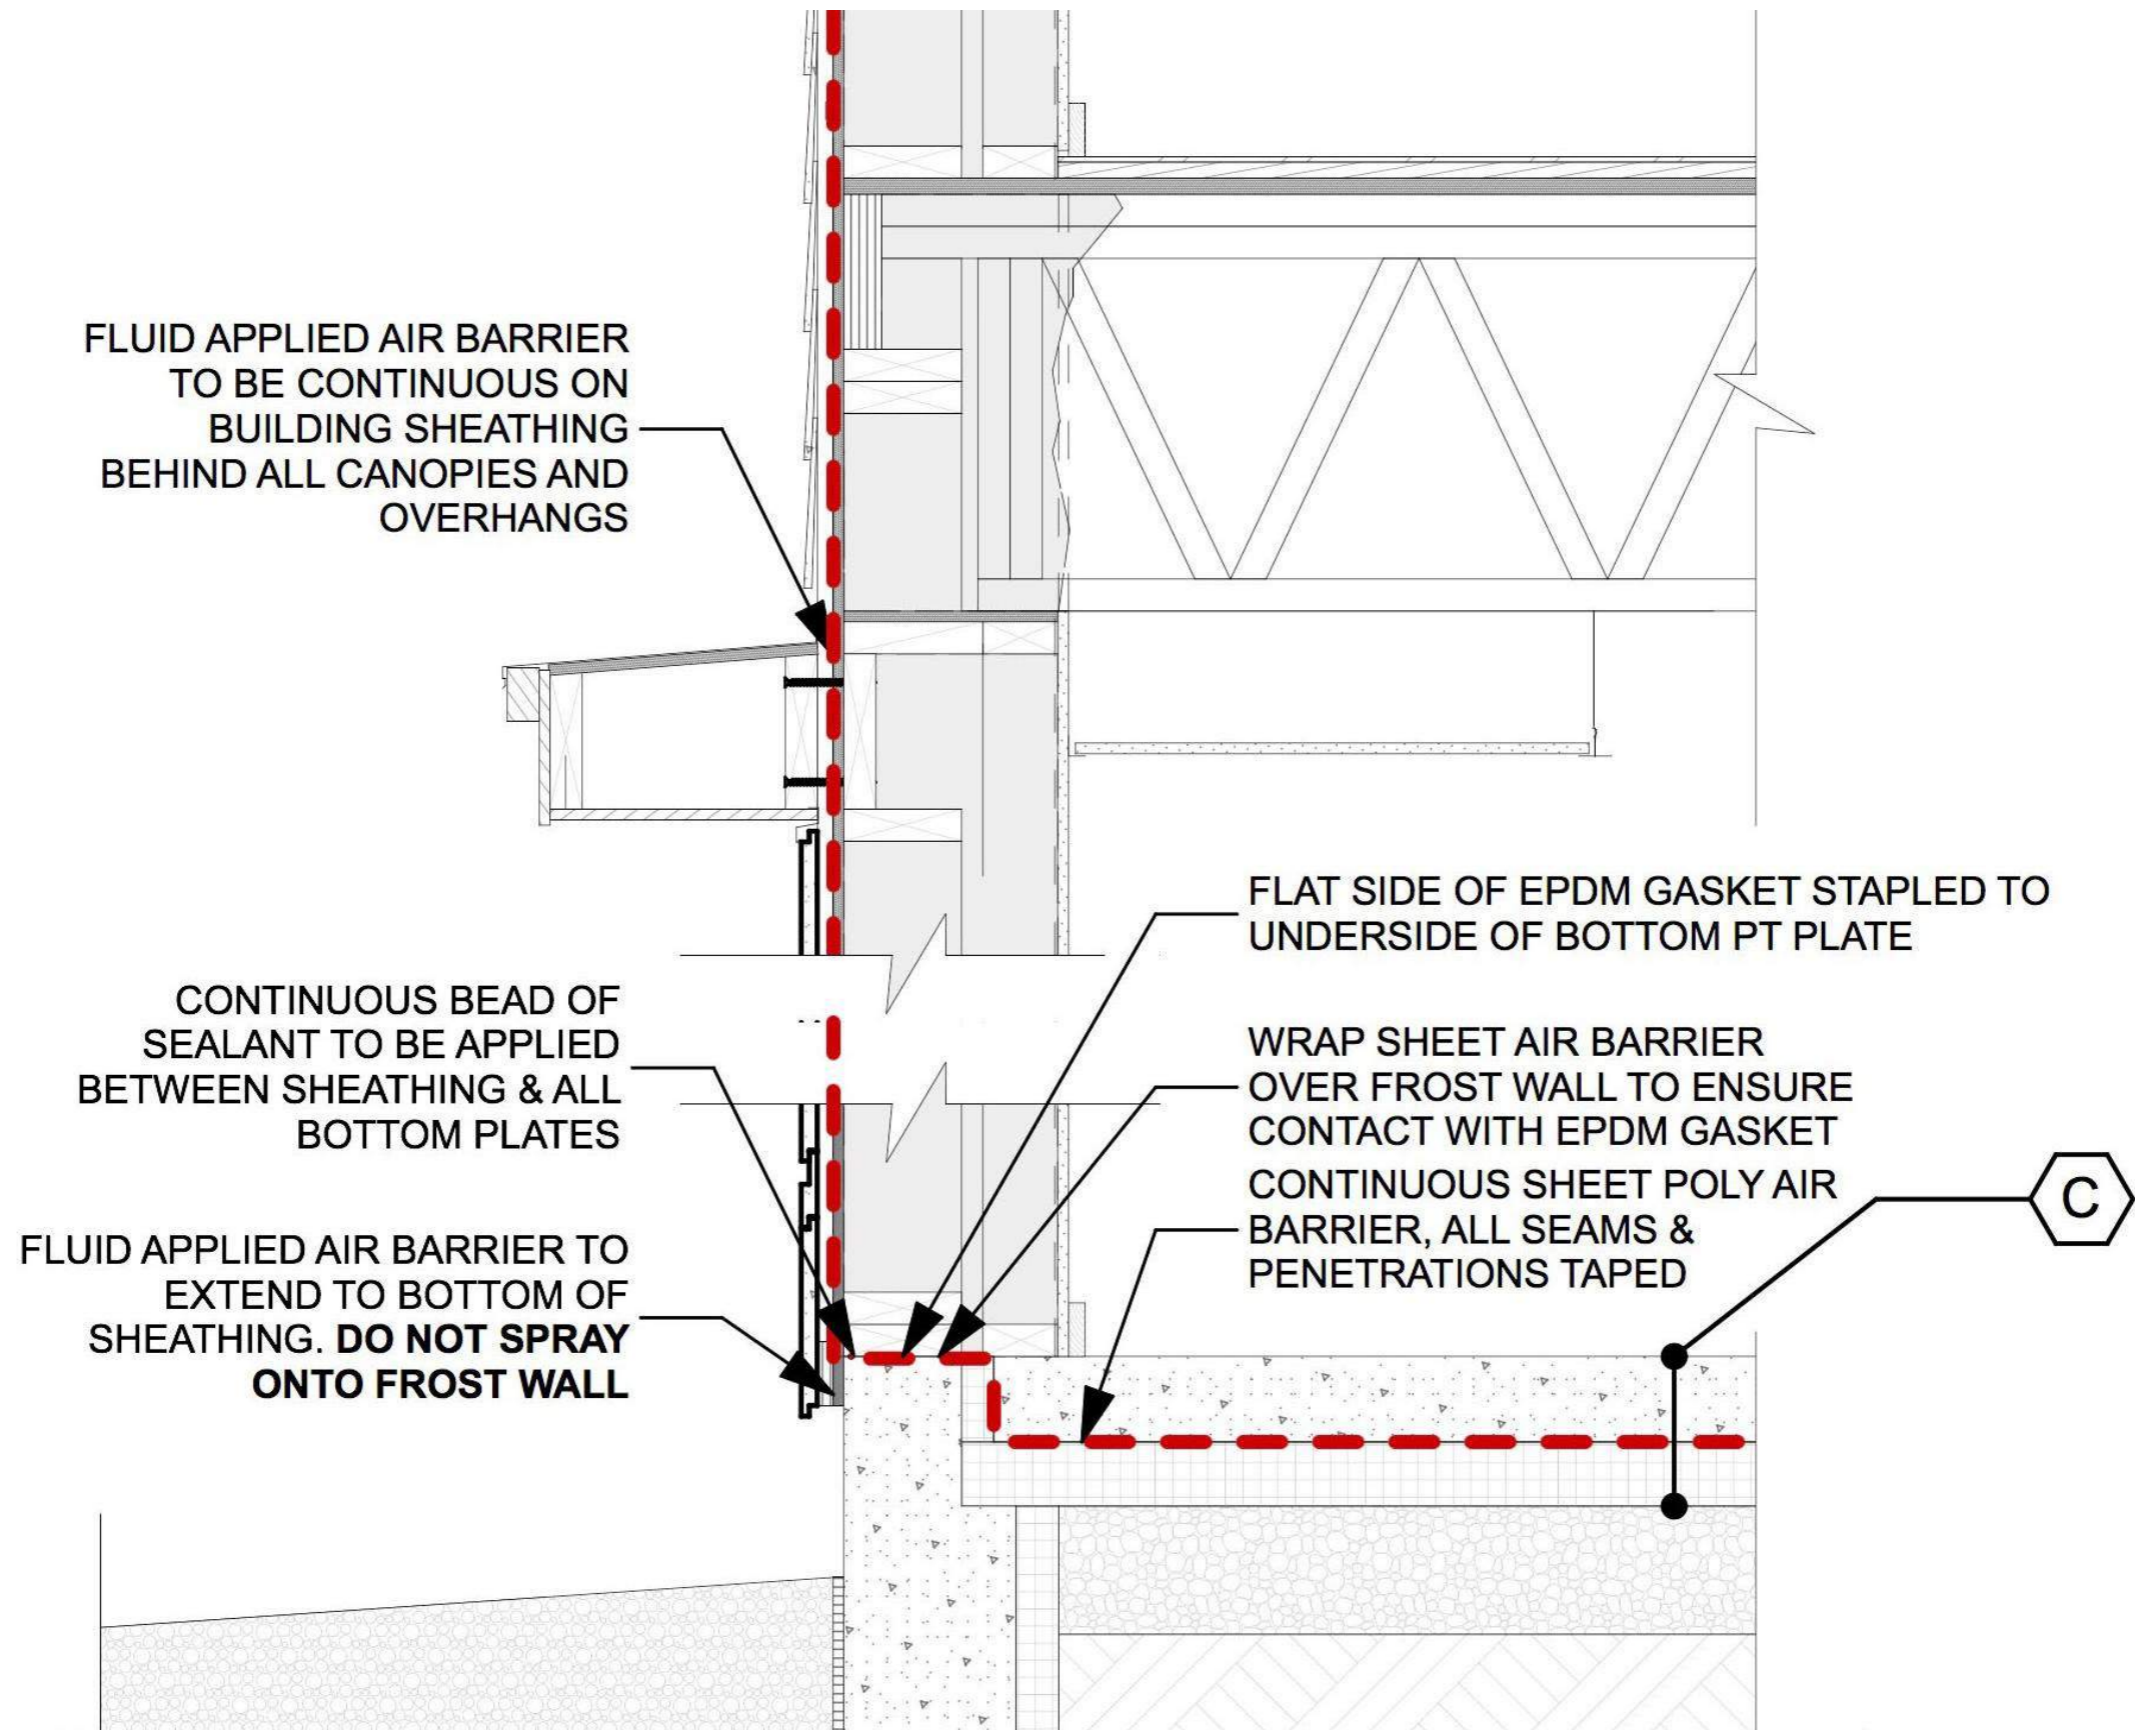 FLUID APPLIED AIR BARRIER
TO BE CONTINUOUS ON
BUILDING SHEATHING
BEHIND ALL CANOPIES AND
OVERHANGS
CONTINUOUS BEAD OF
SEALANT TO BE APPLIED
BETWEEN SHEATHING & ALL
BOTTOM PLATES
FLUID APPLIED AIR BARRIER TO
EXTEND TO BOTTOM OF
SHEATHING. DO NOT SPRAY
ONTO FROST WALL
FLAT SIDE OF EPDM GASKET STAPLED TO
UNDERSIDE OF BOTTOM PT PLATE
WRAP SHEET AIR BARRIER
OVER FROST WALL TO ENSURE
CONTACT WITH EPDM GASKET
CONTINUOUS SHEET POLY AIR
BARRIER, ALL SEAMS &
PENETRATIONS TAPED
C